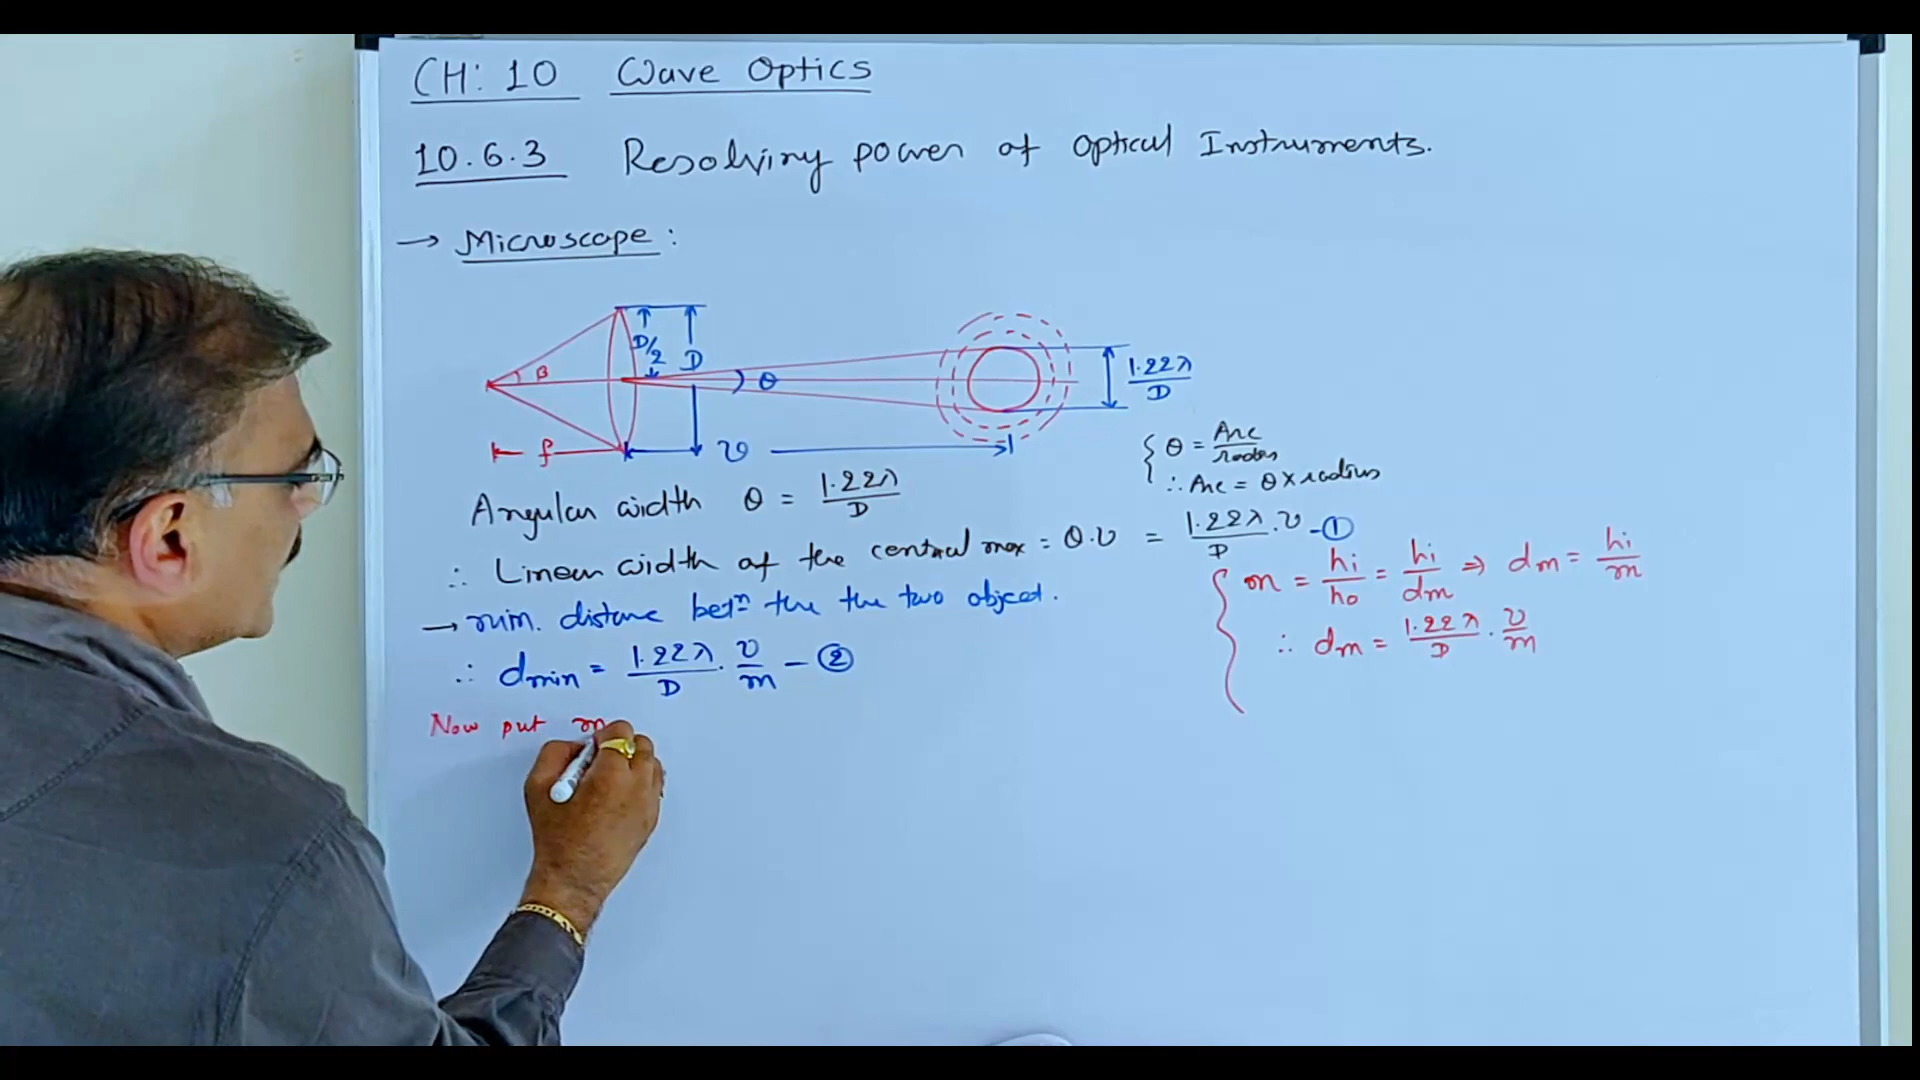 CH: 10 Wave Optics
10.6.3 Resolving power of Optical Instruments.
→ Microscope:
D/2
D
β
θ
1.22λ/D
f
v
{ θ = Arc/radius
∴ Arc = θ × radius
Angular width θ = 1.22λ/D
∴ Linear width of the central max = θ.v = 1.22λ/D . v - ①
{ m = hi/ho = hi/dm ⇒ dm = hi/m
∴ dm = 1.22λ/D . v/m
→ min. distance betn the the two object.
∴ dmin = 1.22λ/D . v/m - ②
Now put m